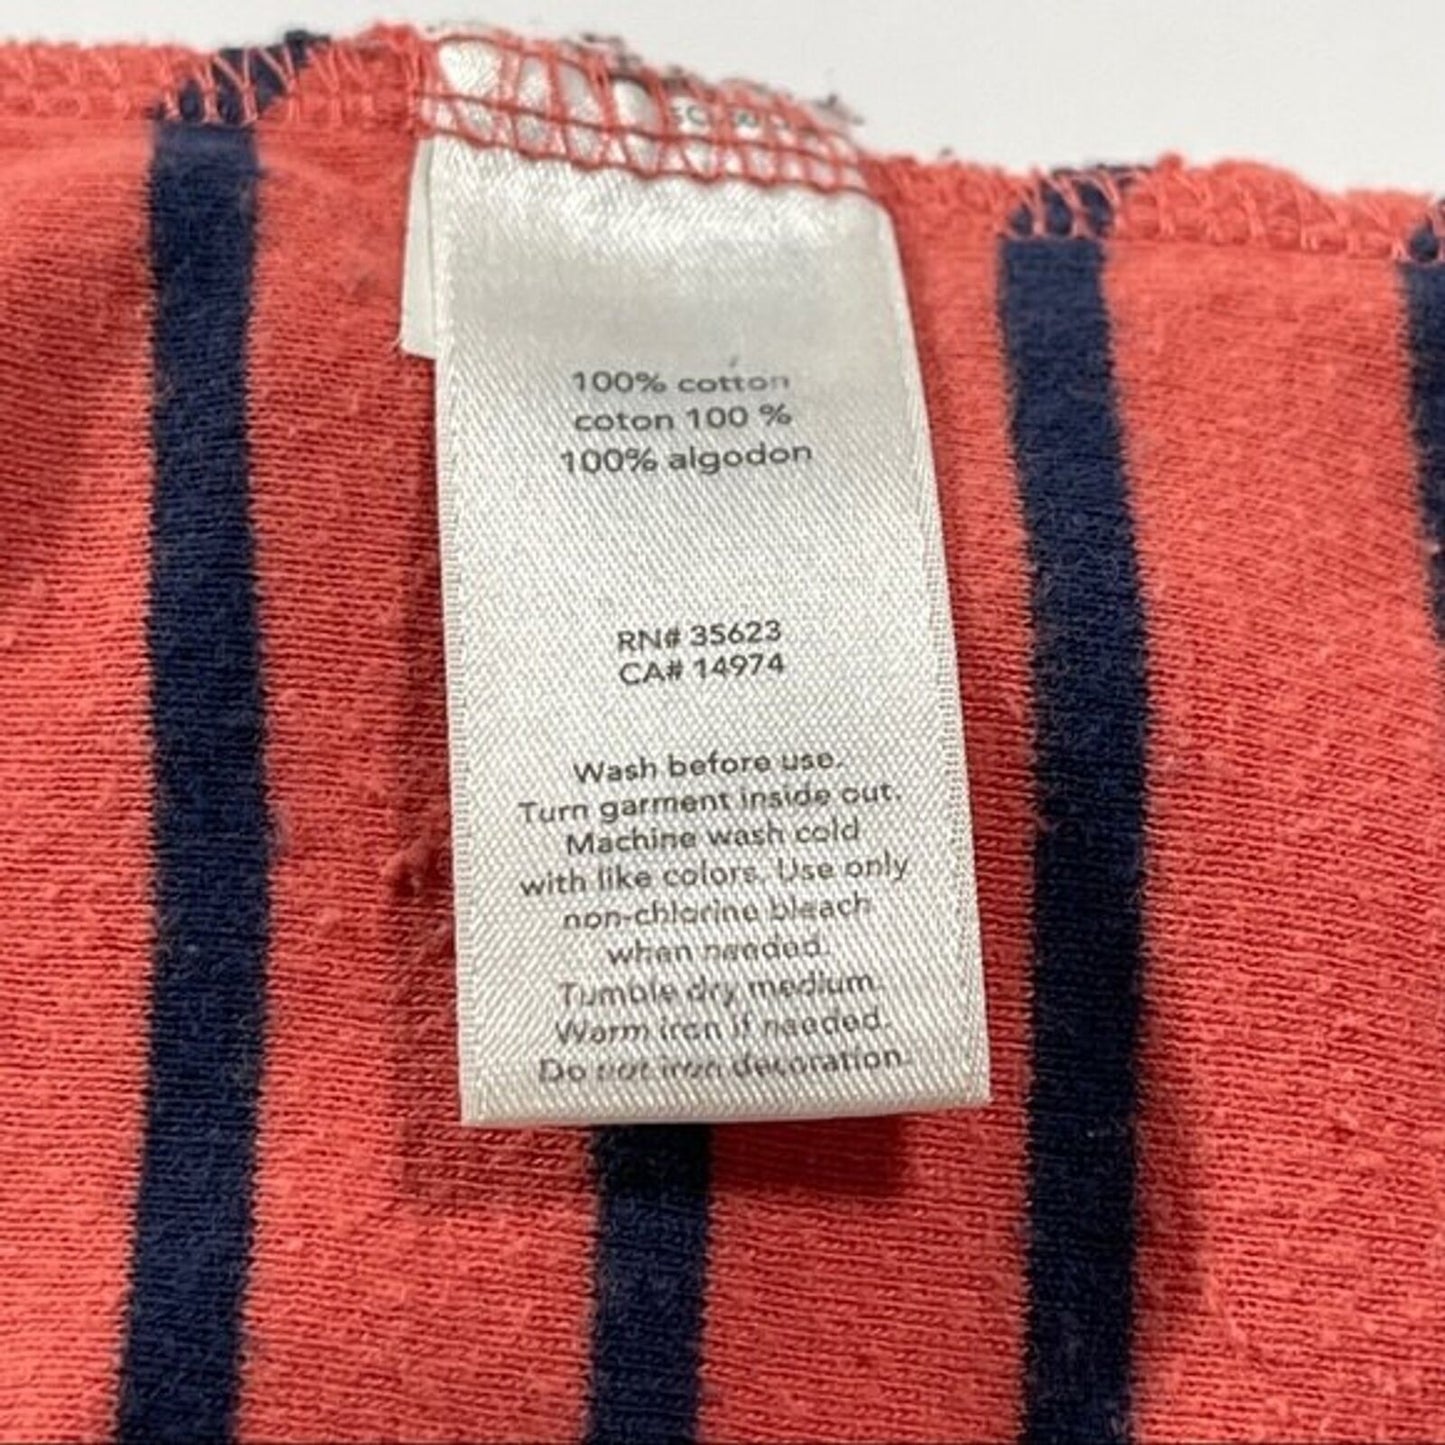 100% cotton
coton 100 %
100% algodon
RN# 35623
CA# 14974
Wash before use.
Turn garment inside out.
Machine wash cold
with like colors. Use only
non-chlorine bleach
when needed.
Tumble dry medium.
Warm iron if needed.
Do not iron decoration.